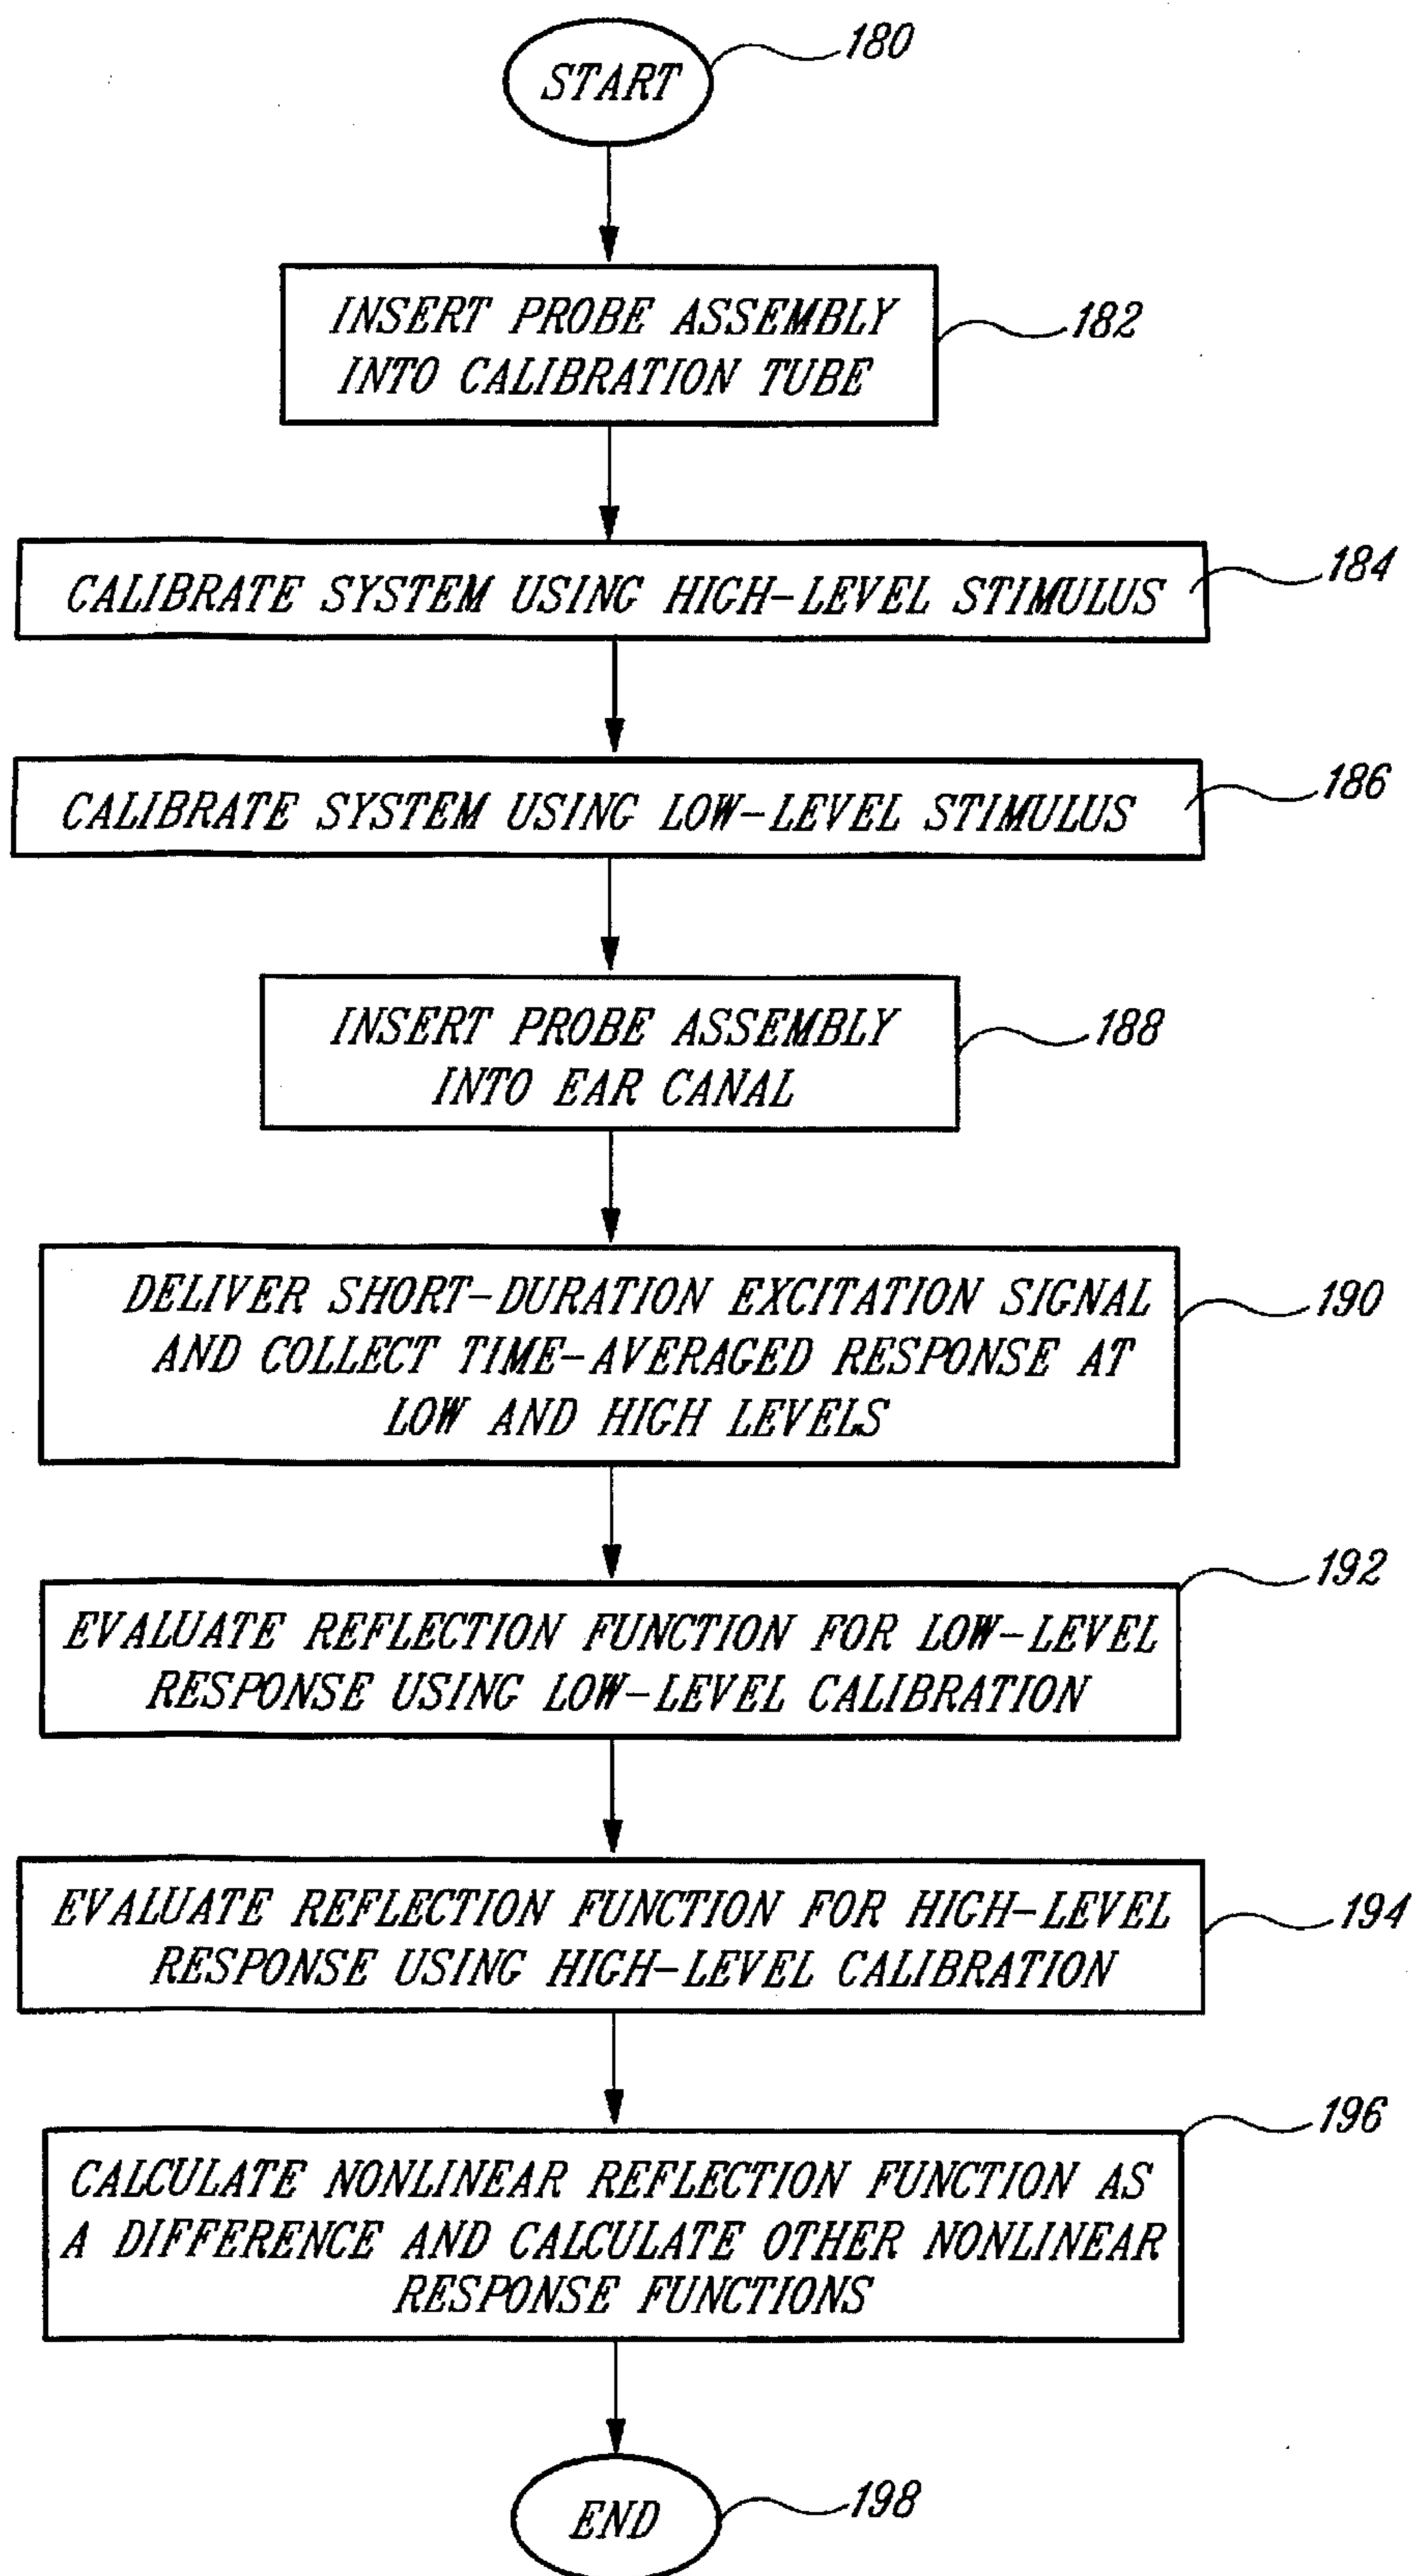 START
180
INSERT PROBE ASSEMBLY
INTO CALIBRATION TUBE
182
CALIBRATE SYSTEM USING HIGH-LEVEL STIMULUS
184
CALIBRATE SYSTEM USING LOW-LEVEL STIMULUS
186
INSERT PROBE ASSEMBLY
INTO EAR CANAL
188
DELIVER SHORT-DURATION EXCITATION SIGNAL
AND COLLECT TIME-AVERAGED RESPONSE AT
LOW AND HIGH LEVELS
190
EVALUATE REFLECTION FUNCTION FOR LOW-LEVEL
RESPONSE USING LOW-LEVEL CALIBRATION
192
EVALUATE REFLECTION FUNCTION FOR HIGH-LEVEL
RESPONSE USING HIGH-LEVEL CALIBRATION
194
CALCULATE NONLINEAR REFLECTION FUNCTION AS
A DIFFERENCE AND CALCULATE OTHER NONLINEAR
RESPONSE FUNCTIONS
196
END
198